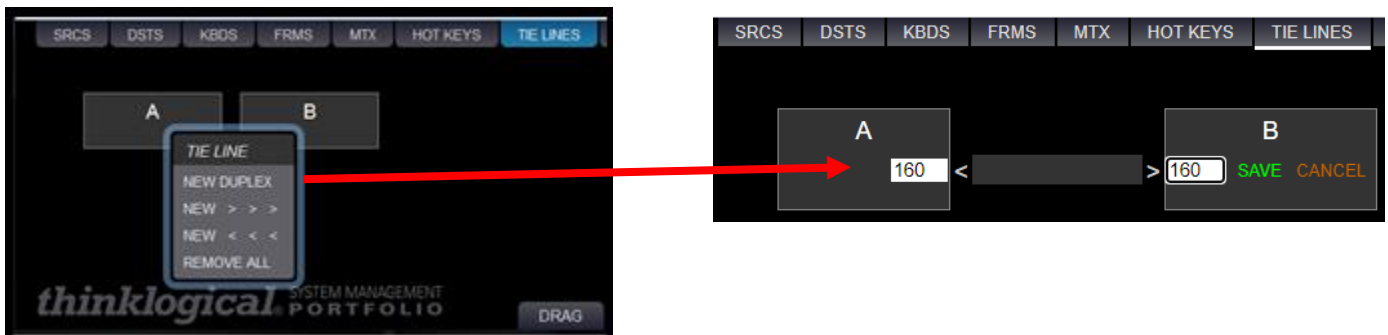 SRCS DSTS KBDS FRMS MTX HOT KEYS TIE LINES
A B
TIE LINE
NEW DUPLEX
NEW > > >
NEW < < <
REMOVE ALL
thinklogical® SYSTEM MANAGEMENT PORTFOLIO
DRAG
SRCS DSTS KBDS FRMS MTX HOT KEYS TIE LINES
A B
160 < > 160 SAVE CANCEL